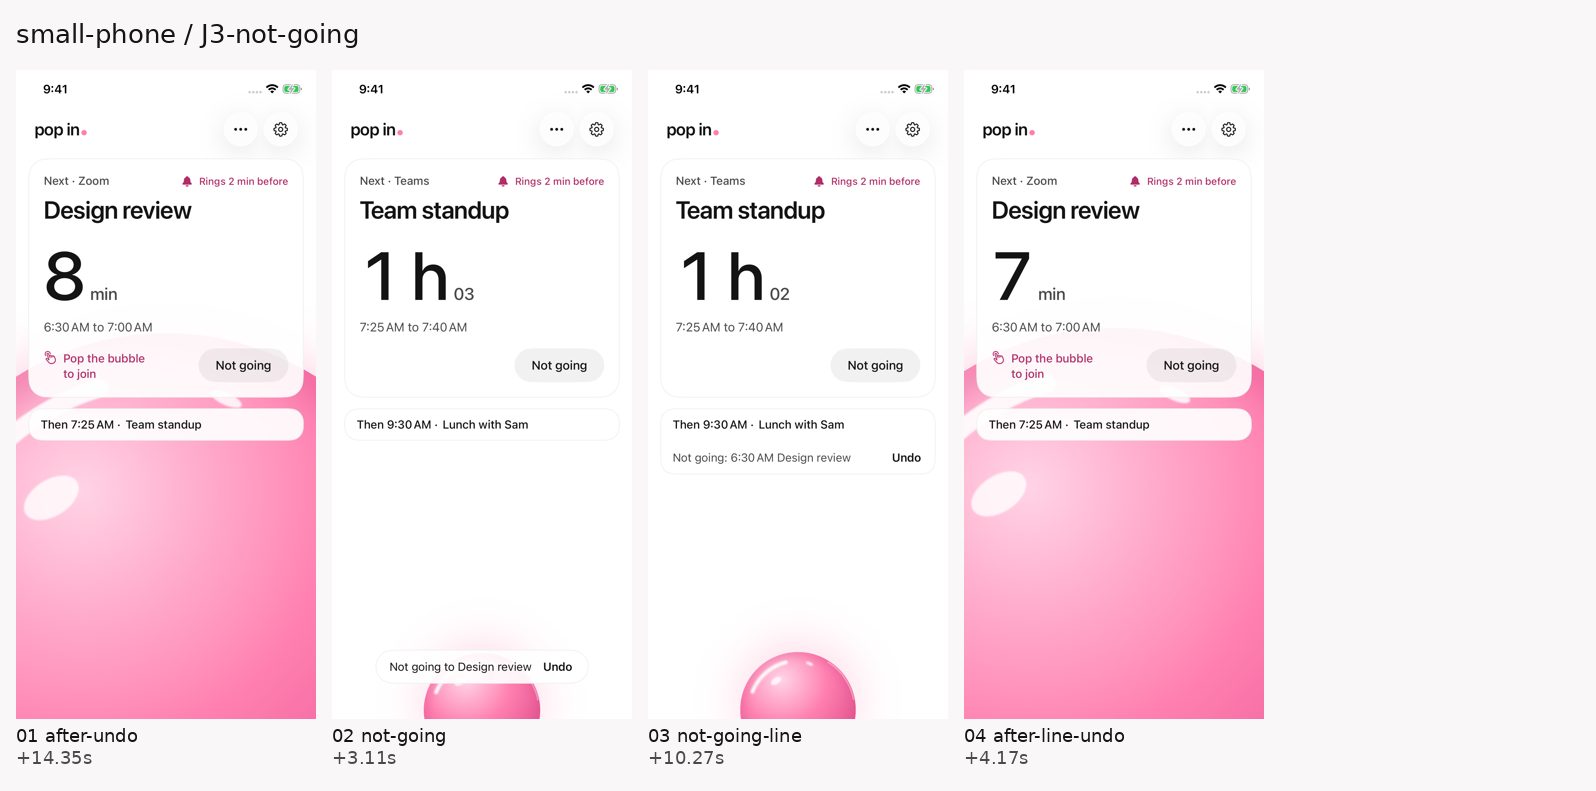 small-phone / J3-not-going
9:41
pop in.
Next · Zoom
Rings 2 min before
Design review
8 min
6:30 AM to 7:00 AM
Pop the bubble
to join
Not going
Then 7:25 AM · Team standup
01 after-undo
+14.35s
9:41
pop in.
Next · Teams
Rings 2 min before
Team standup
1 h 03
7:25 AM to 7:40 AM
Not going
Then 9:30 AM · Lunch with Sam
Not going to Design review Undo
02 not-going
+3.11s
9:41
pop in.
Next · Teams
Rings 2 min before
Team standup
1 h 02
7:25 AM to 7:40 AM
Not going
Then 9:30 AM · Lunch with Sam
Not going: 6:30 AM Design review Undo
03 not-going-line
+10.27s
9:41
pop in.
Next · Zoom
Rings 2 min before
Design review
7 min
6:30 AM to 7:00 AM
Pop the bubble
to join
Not going
Then 7:25 AM · Team standup
04 after-line-undo
+4.17s